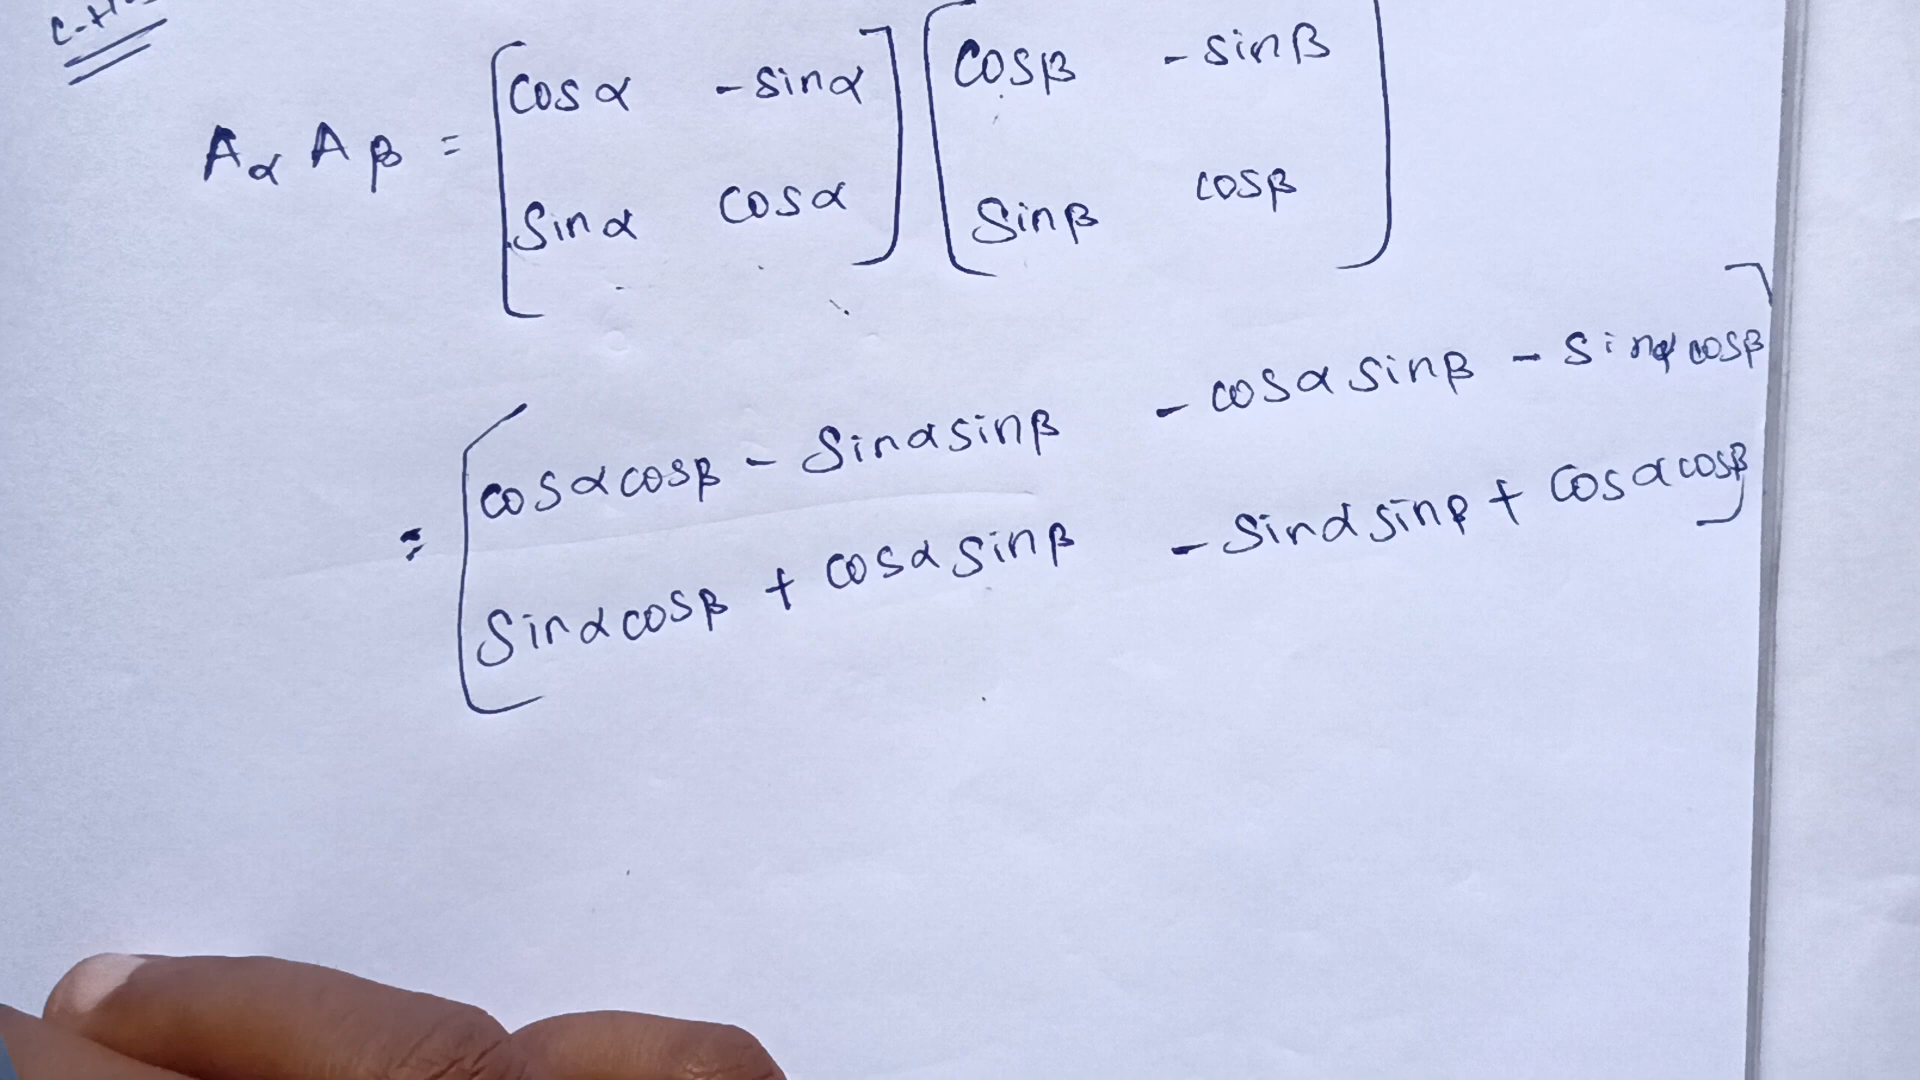 cosα -sinα cosβ -sinβ
AαAβ =
sinα cosα sinβ cosβ
cosαcosβ - sinαsinβ -cosαsinβ - sinαcosβ
=
sinαcosβ + cosαsinβ -sinαsinβ + cosαcosβ